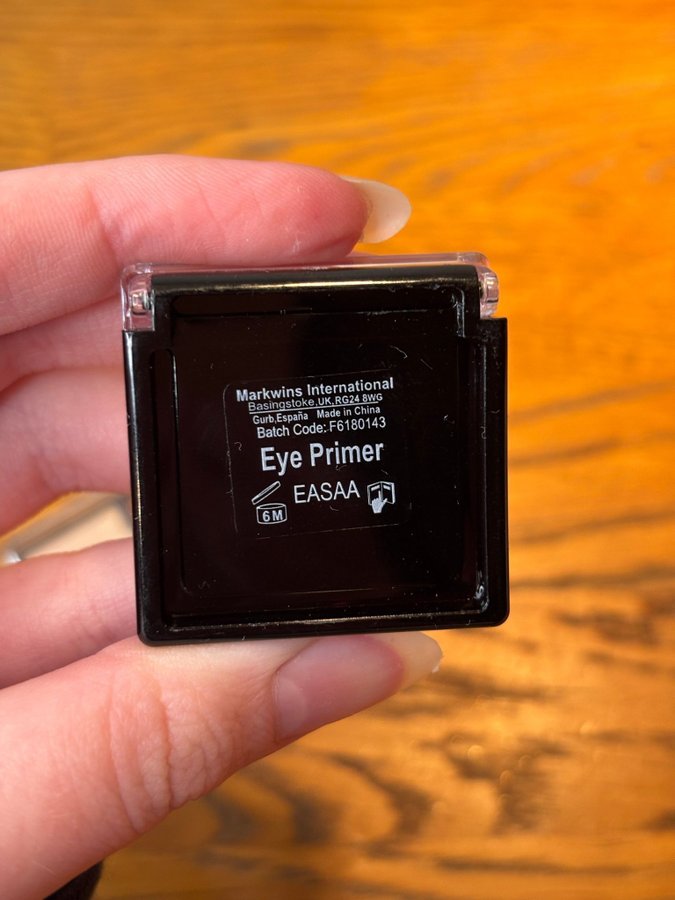 Markwins International
Basingstoke,UK,RG24 8WG
Gurb,España Made in China
Batch Code: F6180143
Eye Primer
EASAA
6M